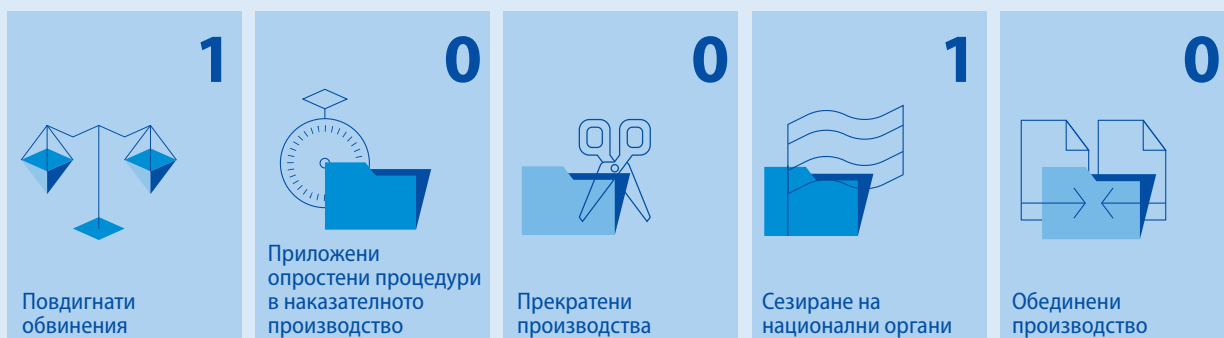 1
Повдигнати
обвинения
0
Приложени
опростени процедури
в наказателното
производство
0
Прекратени
производства
1
Сезиране на
национални органи
0
Обединени
производство